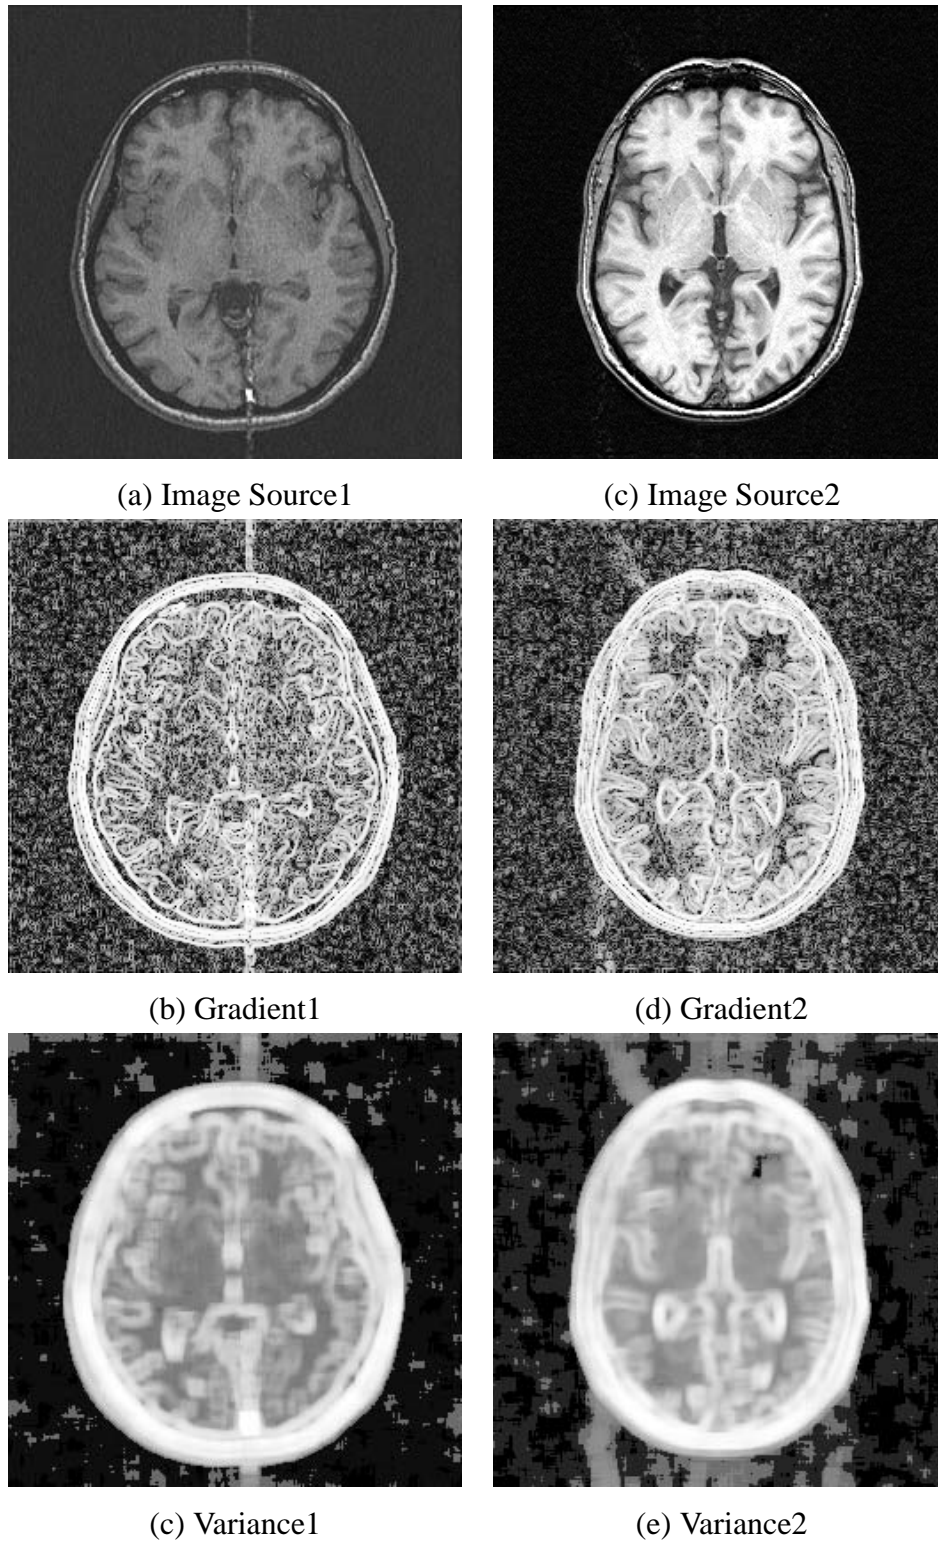 (a) Image Source1
(c) Image Source2
(b) Gradient1
(d) Gradient2
(c) Variance1
(e) Variance2